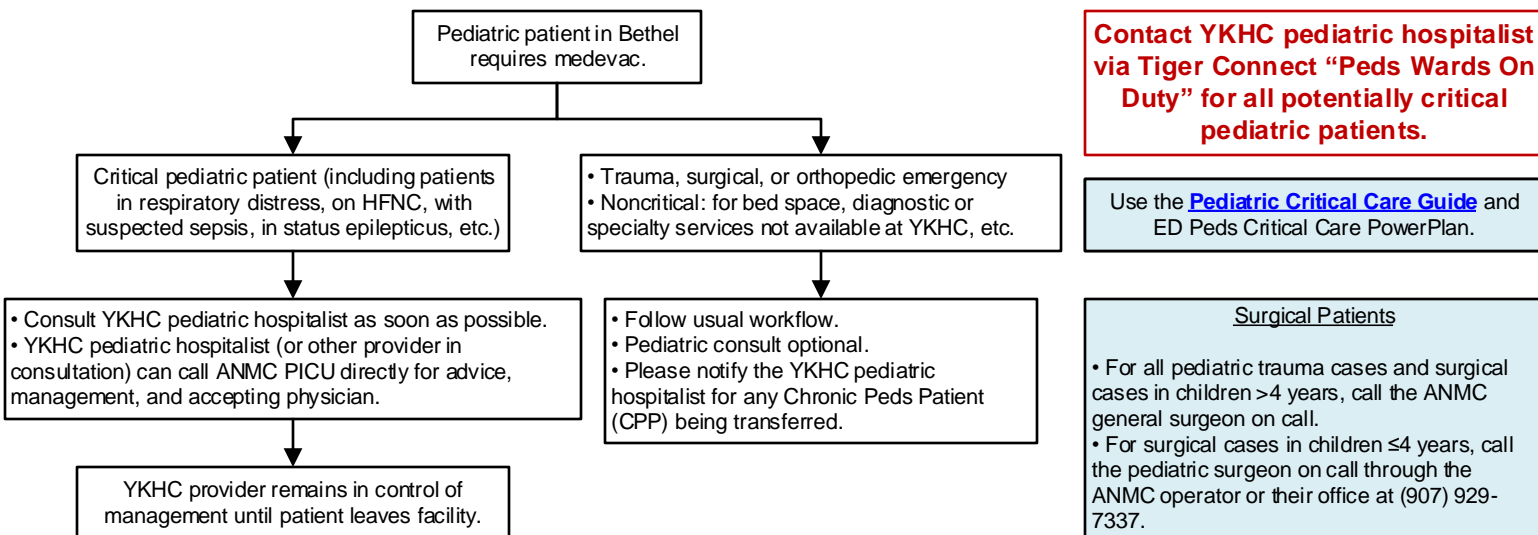 Pediatric patient in Bethel
requires medevac.
Critical pediatric patient (including patients
in respiratory distress, on HFNC, with
suspected sepsis, in status epilepticus, etc.)
• Consult YKHC pediatric hospitalist as soon as possible.
• YKHC pediatric hospitalist (or other provider in
consultation) can call ANMC PICU directly for advice,
management, and accepting physician.
YKHC provider remains in control of
management until patient leaves facility.
• Trauma, surgical, or orthopedic emergency
• Noncritical: for bed space, diagnostic or
specialty services not available at YKHC, etc.
• Follow usual workflow.
• Pediatric consult optional.
• Please notify the YKHC pediatric
hospitalist for any Chronic Peds Patient
(CPP) being transferred.
Contact YKHC pediatric hospitalist
via Tiger Connect “Peds Wards On
Duty” for all potentially critical
pediatric patients.
Use the Pediatric Critical Care Guide and
ED Peds Critical Care PowerPlan.
Surgical Patients
• For all pediatric trauma cases and surgical
cases in children >4 years, call the ANMC
general surgeon on call.
• For surgical cases in children ≤4 years, call
the pediatric surgeon on call through the
ANMC operator or their office at (907) 929-
7337.